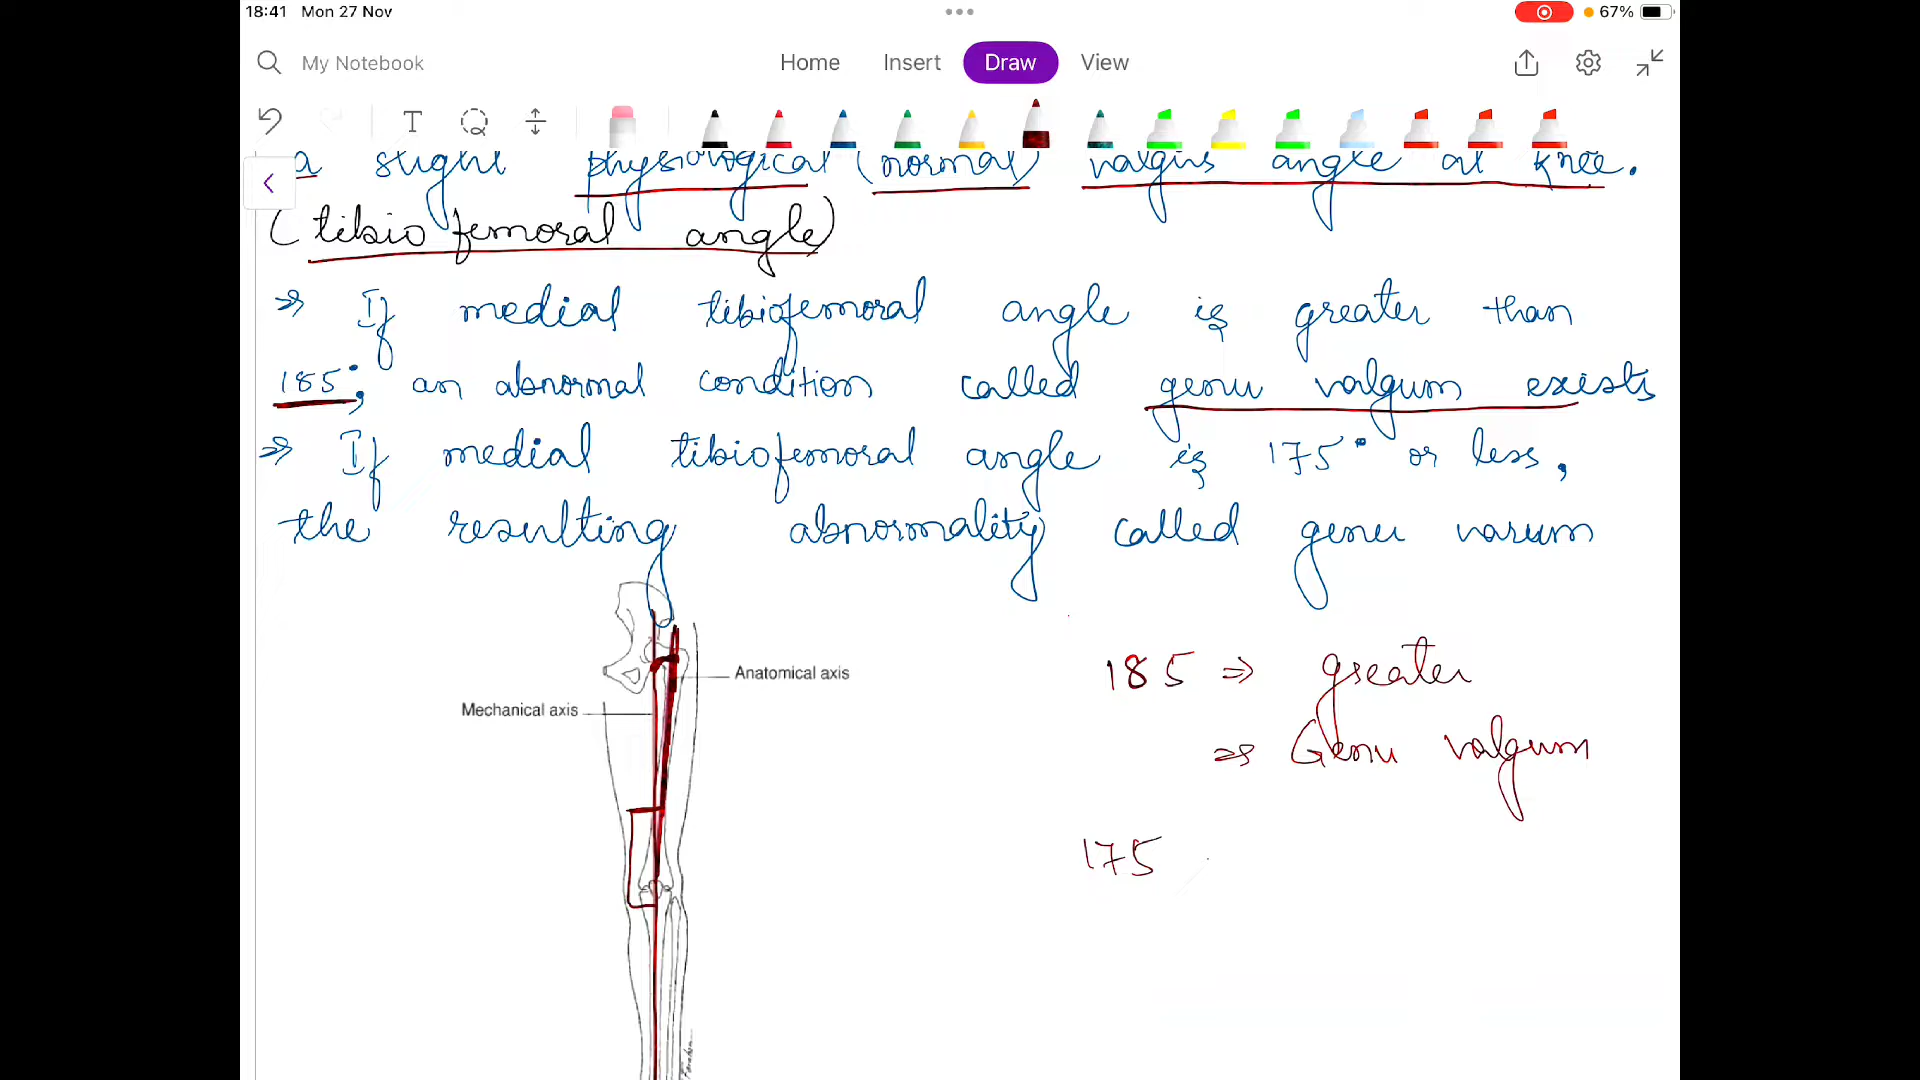 18:41 Mon 27 Nov
67%
My Notebook
Home Insert Draw View
T
a slight physiological (normal) valgus angle at knee.
(tibiofemoral angle)
⇒ If medial tibiofemoral angle is greater than
185°, an abnormal condition called genu valgum exists
⇒ If medial tibiofemoral angle is 175° or less,
the resulting abnormality called genu varum
Anatomical axis
Mechanical axis
185 ⇒ greater
⇒ Genu valgum
175